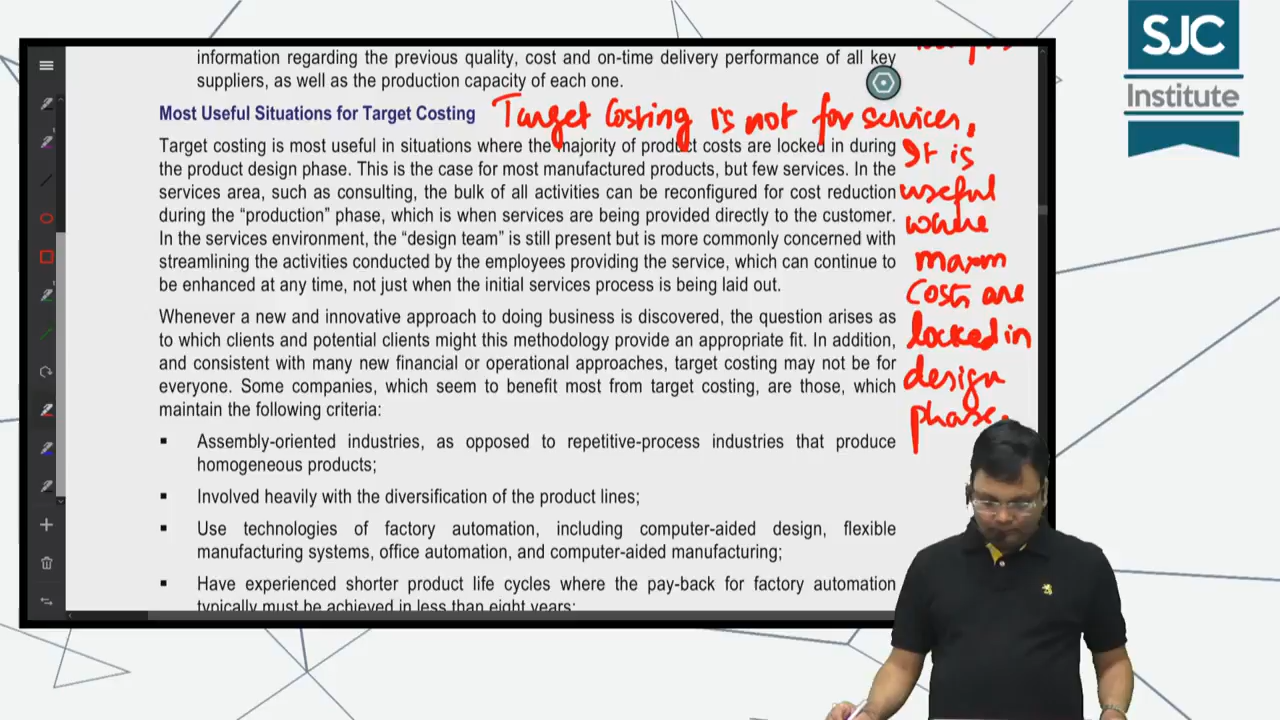 SJC
Institute
information regarding the previous quality, cost and on-time delivery performance of all key
suppliers, as well as the production capacity of each one.
Most Useful Situations for Target Costing
Target Costing is not for services.
Target costing is most useful in situations where the majority of product costs are locked in during
the product design phase. This is the case for most manufactured products, but few services. In the
services area, such as consulting, the bulk of all activities can be reconfigured for cost reduction
during the “production” phase, which is when services are being provided directly to the customer.
In the services environment, the “design team” is still present but is more commonly concerned with
streamlining the activities conducted by the employees providing the service, which can continue to
be enhanced at any time, not just when the initial services process is being laid out.
It is
useful
where
maxm
Costs are
locked in
design
phase.
Whenever a new and innovative approach to doing business is discovered, the question arises as
to which clients and potential clients might this methodology provide an appropriate fit. In addition,
and consistent with many new financial or operational approaches, target costing may not be for
everyone. Some companies, which seem to benefit most from target costing, are those, which
maintain the following criteria:
▪ Assembly-oriented industries, as opposed to repetitive-process industries that produce
homogeneous products;
▪ Involved heavily with the diversification of the product lines;
▪ Use technologies of factory automation, including computer-aided design, flexible
manufacturing systems, office automation, and computer-aided manufacturing;
▪ Have experienced shorter product life cycles where the pay-back for factory automation
typically must be achieved in less than eight years;